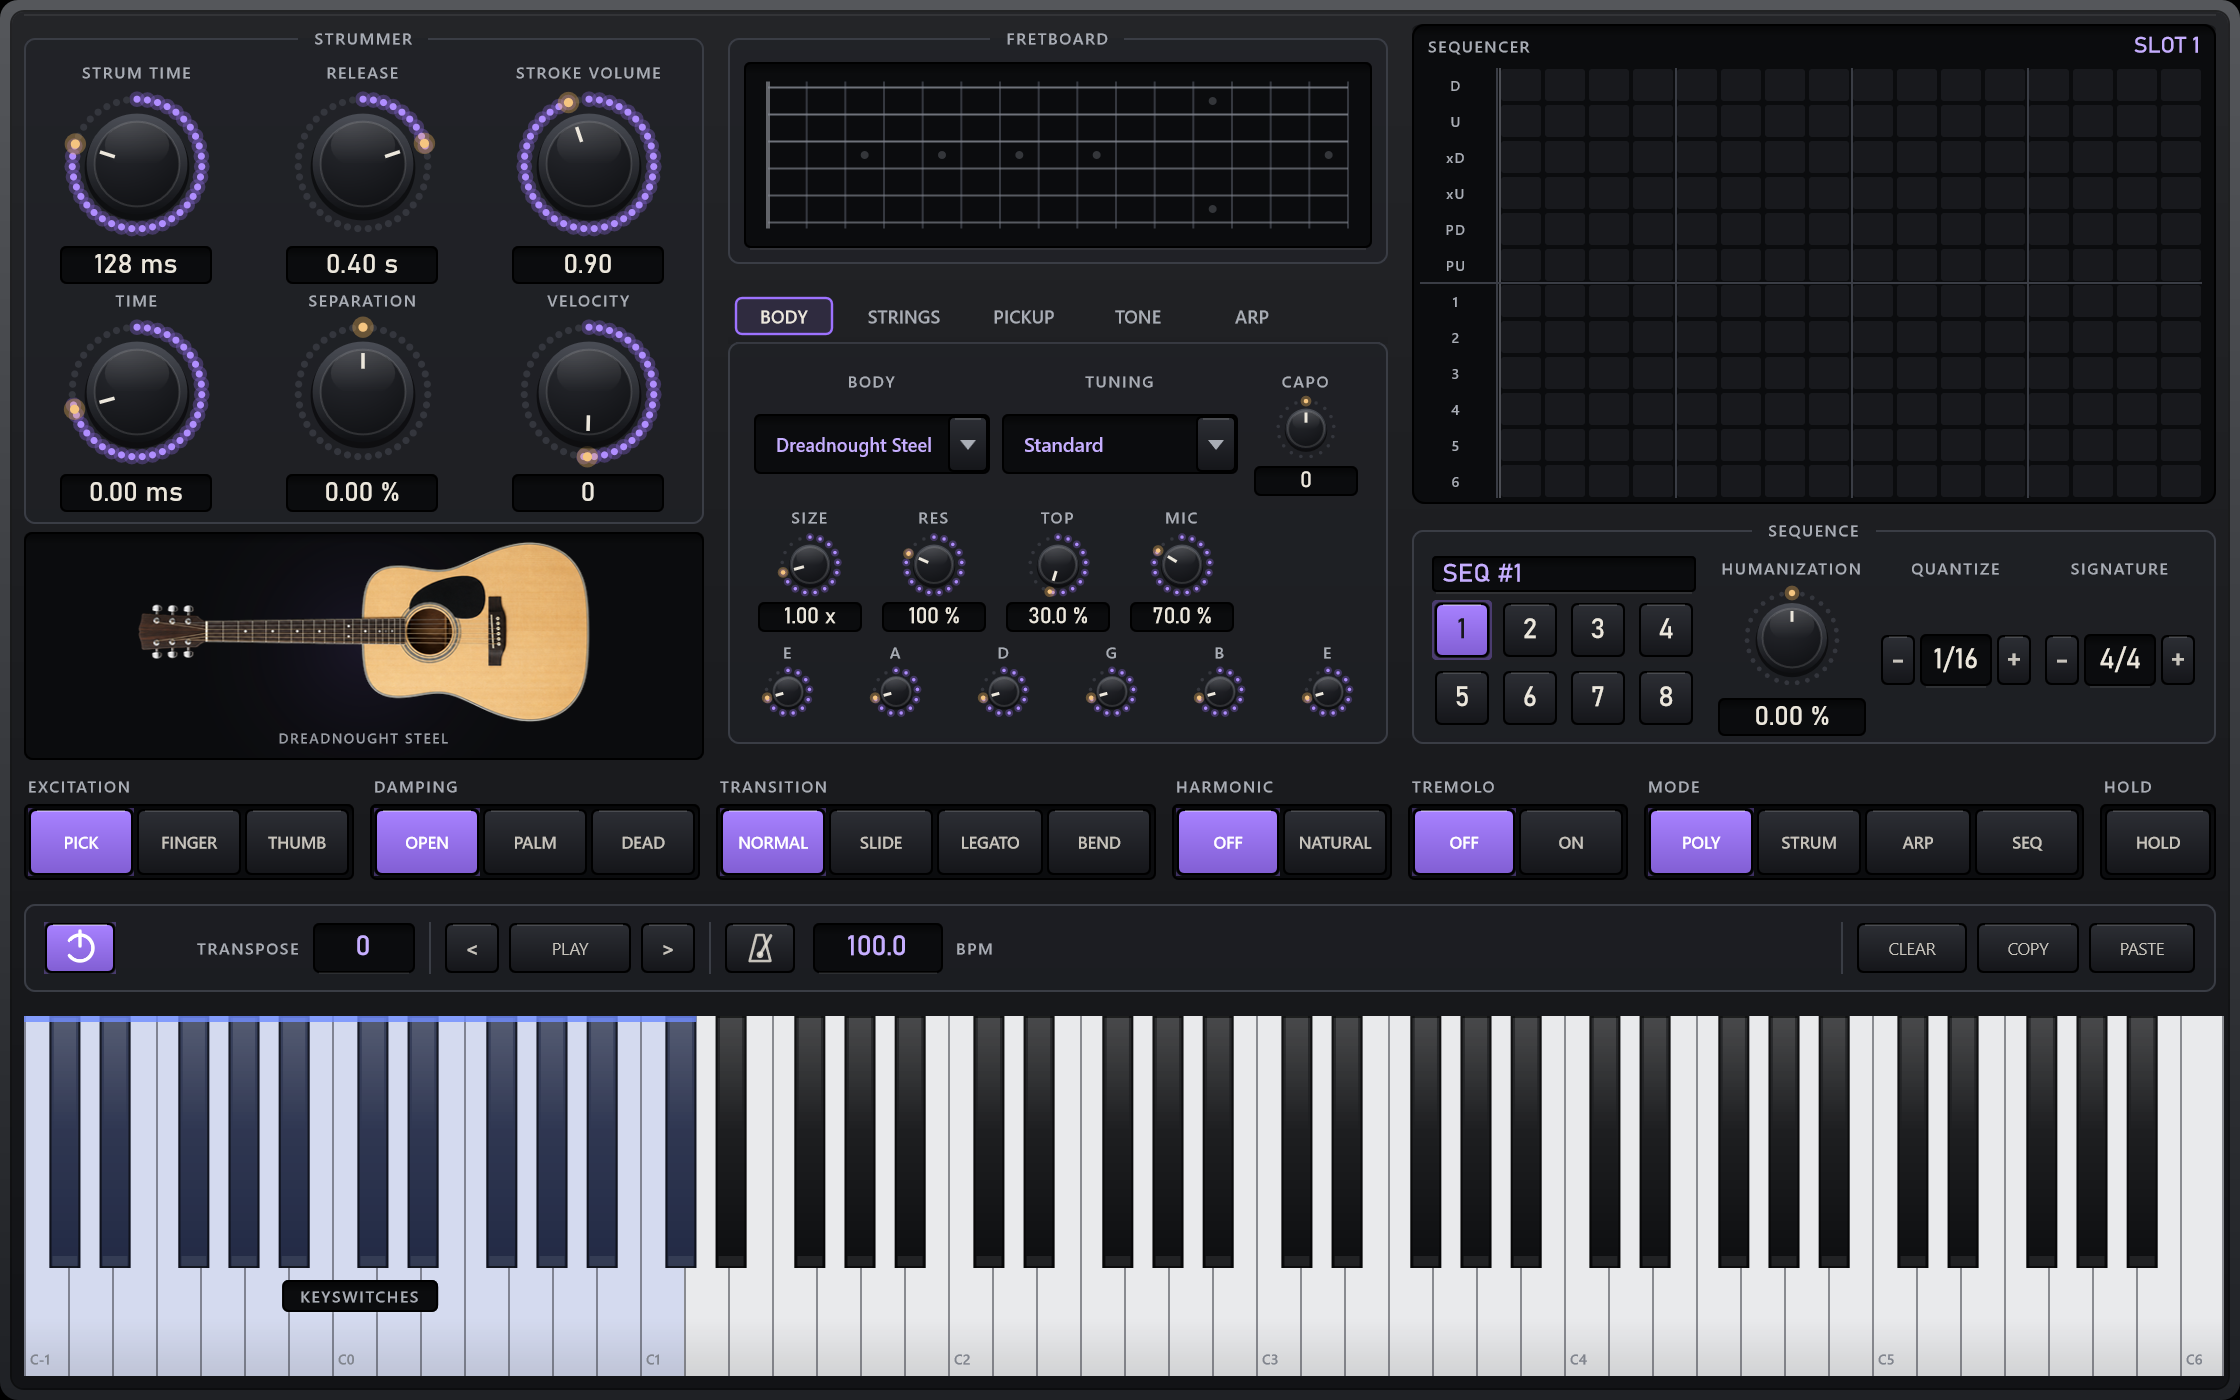 STRUMMER
STRUM TIME RELEASE STROKE VOLUME
128 ms 0.40 s 0.90
TIME SEPARATION VELOCITY
0.00 ms 0.00 % 0
DREADNOUGHT STEEL
FRETBOARD
BODY STRINGS PICKUP TONE ARP
BODY TUNING CAPO
Dreadnought Steel Standard
0
SIZE RES TOP MIC
1.00 x 100 % 30.0 % 70.0 %
E A D G B E
SEQUENCER SLOT 1
D
U
xD
xU
PD
PU
1
2
3
4
5
6
SEQUENCE
SEQ #1 HUMANIZATION QUANTIZE SIGNATURE
1 2 3 4
- 1/16 + - 4/4 +
5 6 7 8
0.00 %
EXCITATION DAMPING TRANSITION HARMONIC TREMOLO MODE HOLD
PICK FINGER THUMB OPEN PALM DEAD NORMAL SLIDE LEGATO BEND OFF NATURAL OFF ON POLY STRUM ARP SEQ HOLD
TRANSPOSE 0 < PLAY > 100.0 BPM CLEAR COPY PASTE
KEYSWITCHES
C-1 C0 C1 C2 C3 C4 C5 C6